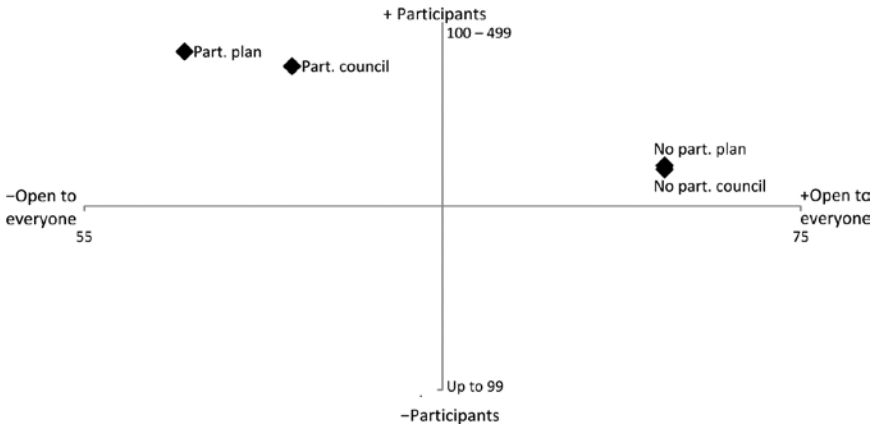 + Participants
100 – 499
Part. plan
Part. council
No part. plan
No part. council
−Open to
everyone
+Open to
everyone
55
75
Up to 99
−Participants